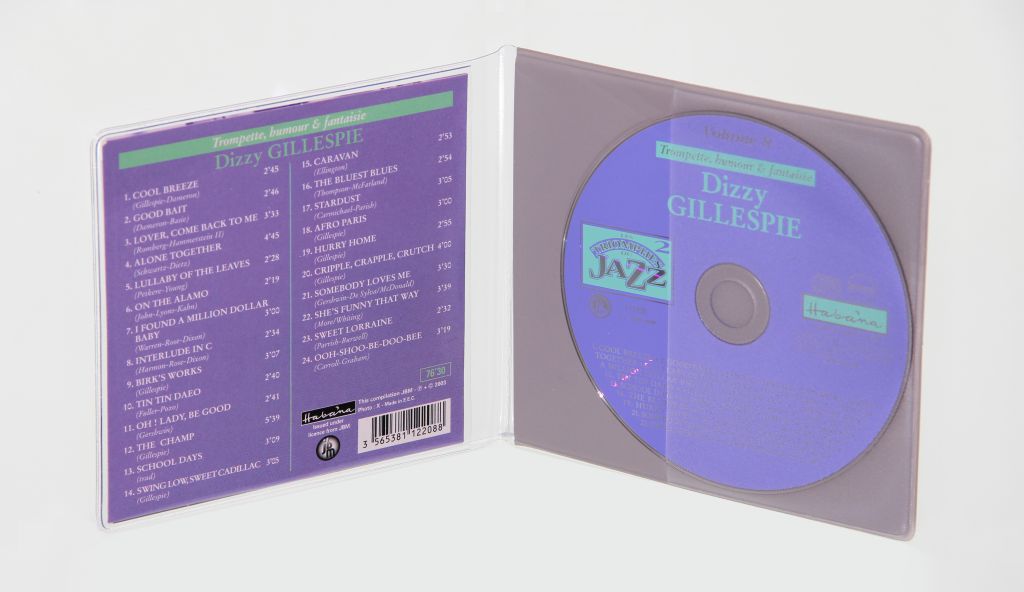 Trompette, humour & fantaisie
Dizzy GILLESPIE
1. COOL BREEZE 2'45
(Gillespie-Dameron)
2. GOOD BAIT 2'46
(Dameron-Basie)
3. LOVER, COME BACK TO ME 3'33
(Romberg-Hammerstein II)
4. ALONE TOGETHER 4'45
(Schwartz-Dietz)
5. LULLABY OF THE LEAVES 2'28
(Petkere-Young)
6. ON THE ALAMO 2'19
(John-Lyons-Kahn)
7. I FOUND A MILLION DOLLAR
BABY 3'00
(Warren-Rose-Dixon)
8. INTERLUDE IN C 2'34
(Harmon-Rose-Dixon)
9. BIRK'S WORKS 3'07
(Gillespie)
10. TIN TIN DAEO 2'40
(Fuller-Pozo)
11. OH ! LADY, BE GOOD 2'41
(Gershwin)
12. THE CHAMP 5'39
(Gillespie)
13. SCHOOL DAYS 3'09
(trad)
14. SWING LOW, SWEET CADILLAC 3'05
(Gillespie)
15. CARAVAN 2'53
(Ellington)
16. THE BLUEST BLUES 2'54
(Thompson-McFarland)
17. STARDUST 3'05
(Carmichael-Parish)
18. AFRO PARIS 3'00
(Gillespie)
19. HURRY HOME 2'55
(Gillespie)
20. CRIPPLE, CRAPPLE, CRUTCH 4'00
(Gillespie)
21. SOMEBODY LOVES ME 3'30
(Gershwin-De Sylva/McDonald)
22. SHE'S FUNNY THAT WAY 3'39
(More/Whiting)
23. SWEET LORRAINE 2'32
(Parish-Burwell)
24. OOH-SHOO-BE-DOO-BEE 3'19
(Carroll-Graham)
76'30
Habana
Issued under
licence from JBM
This compilation JBM - ℗ + © 2003
Photo : X - Made in E.E.C.
jbm
3 565381 122088
Volume 8
Trompette, humour & fantaisie
Dizzy
GILLESPIE
LES
TRIOMPHES
DU
JAZZ
2
Habana